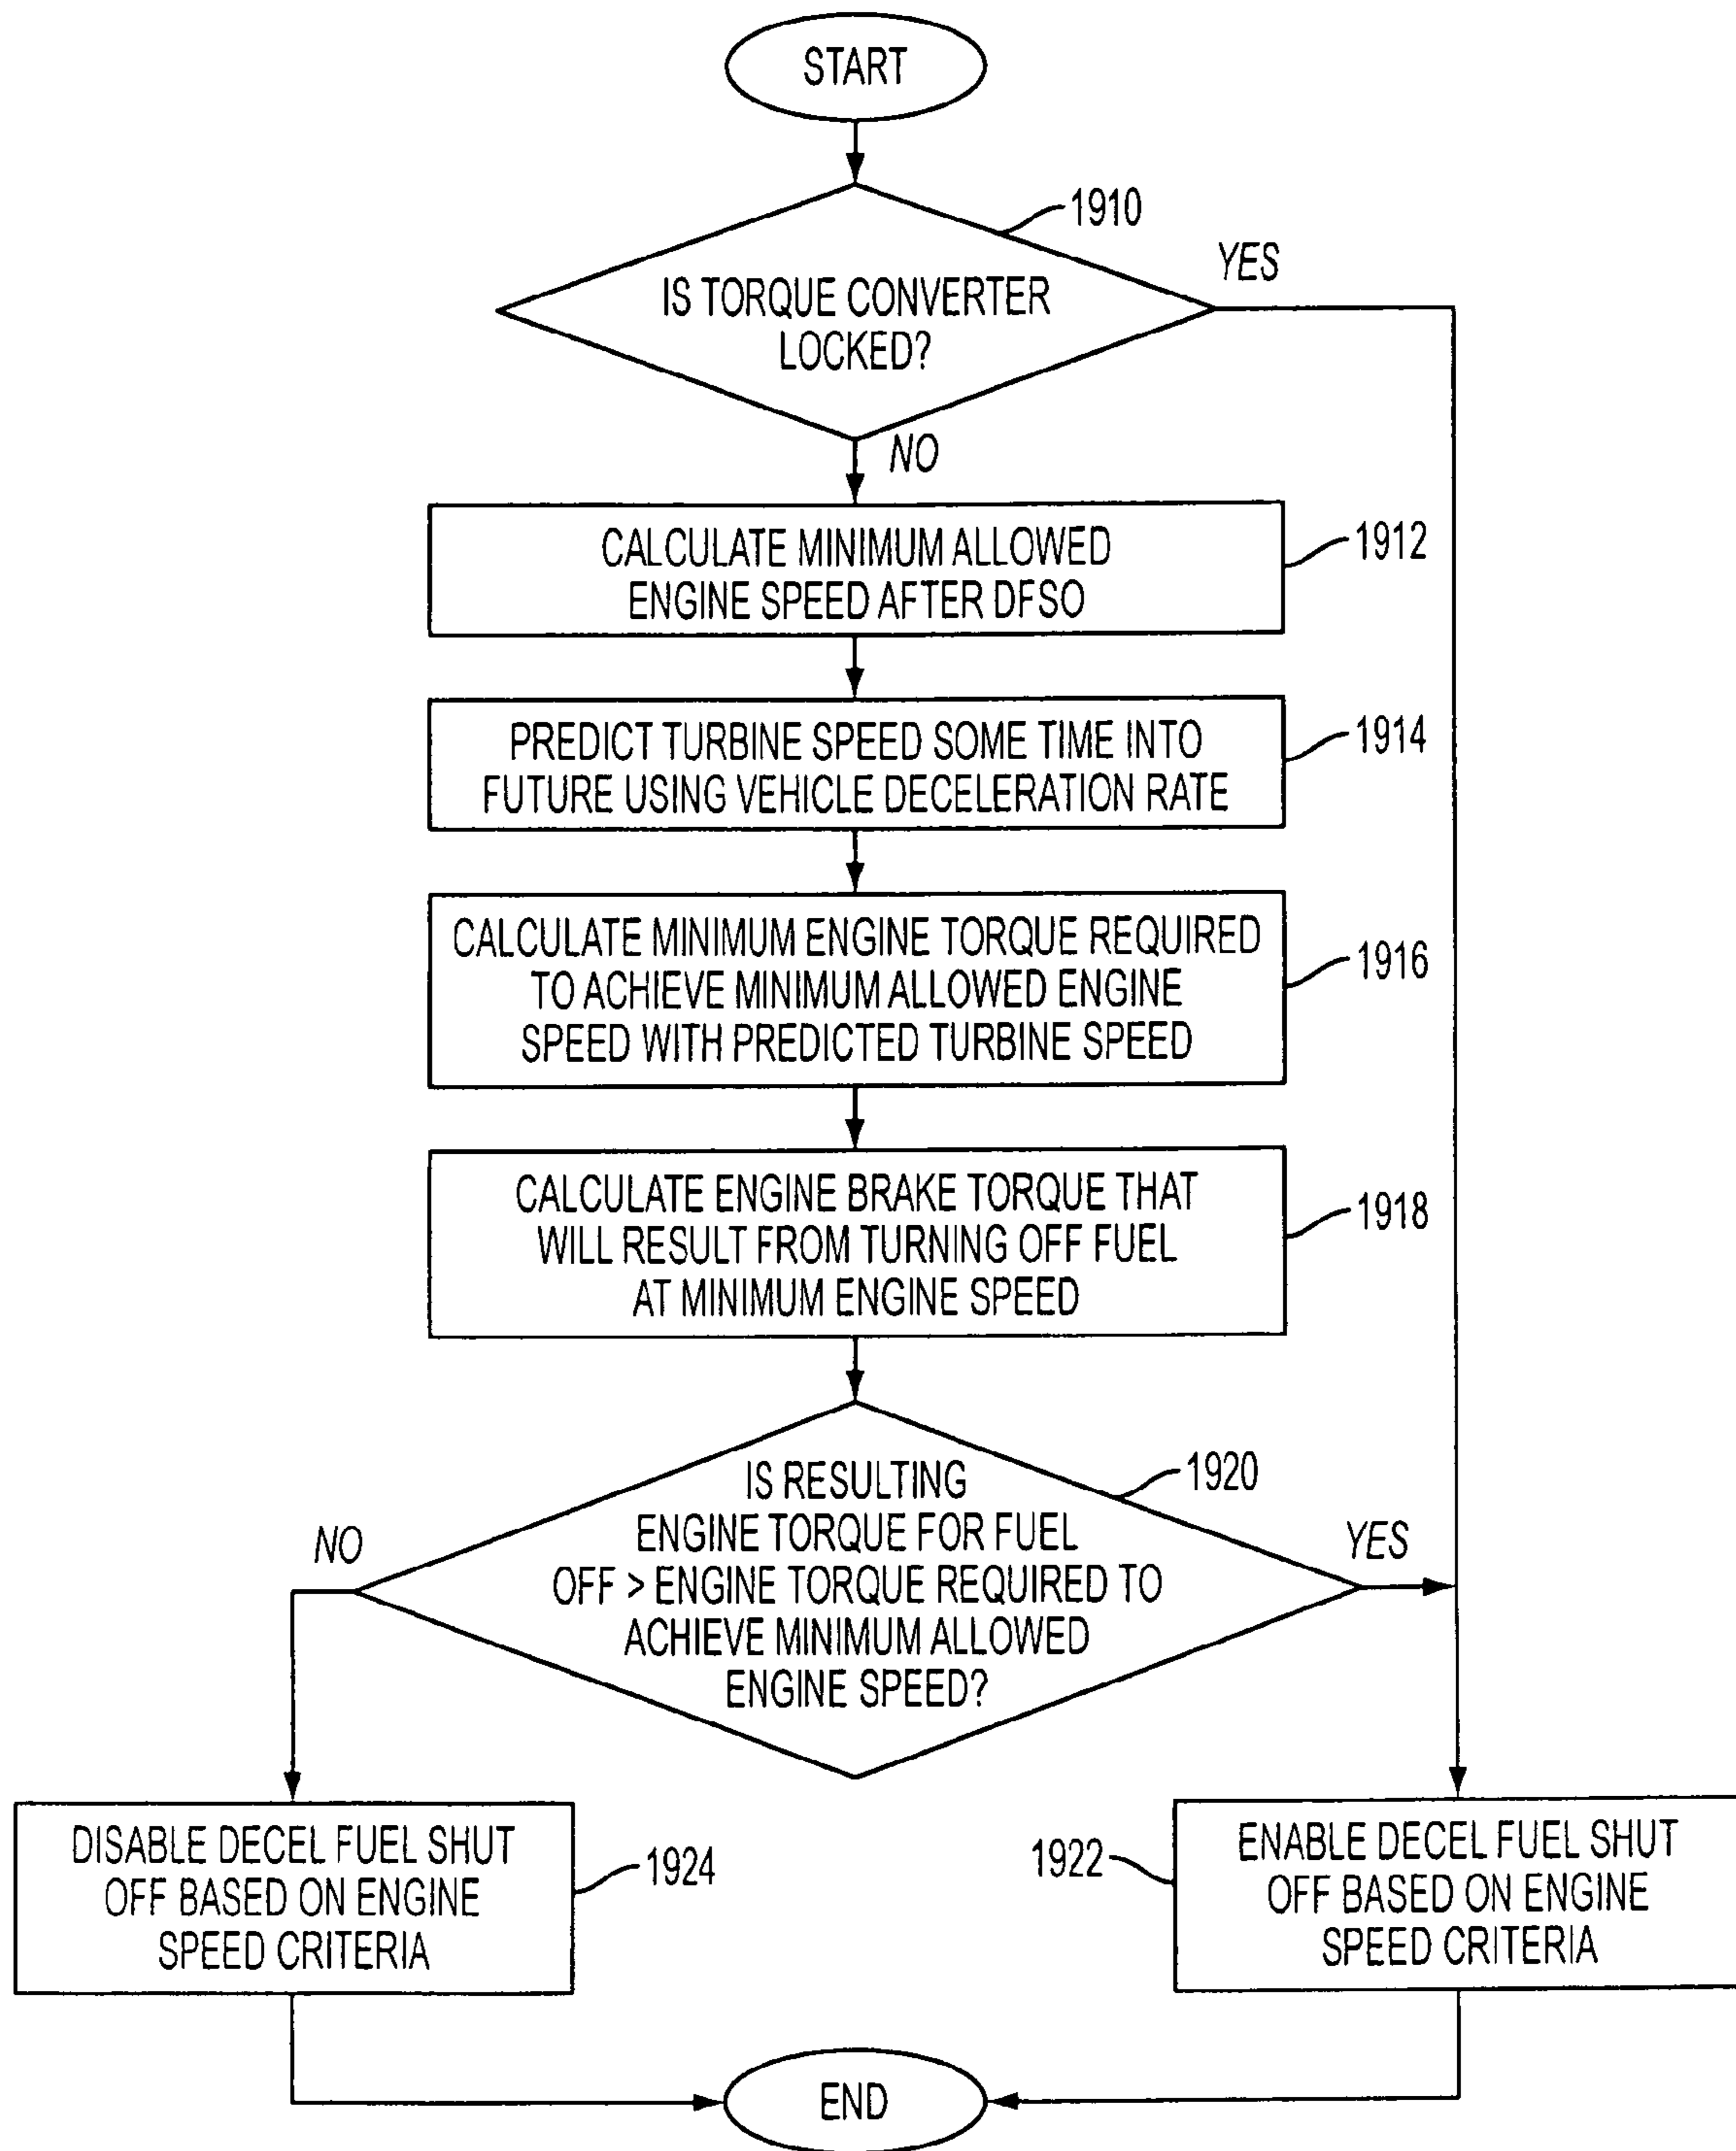 START
1910
YES
IS TORQUE CONVERTER
LOCKED?
NO
CALCULATE MINIMUM ALLOWED
ENGINE SPEED AFTER DFSO
1912
PREDICT TURBINE SPEED SOME TIME INTO
FUTURE USING VEHICLE DECELERATION RATE
1914
CALCULATE MINIMUM ENGINE TORQUE REQUIRED
TO ACHIEVE MINIMUM ALLOWED ENGINE
SPEED WITH PREDICTED TURBINE SPEED
1916
CALCULATE ENGINE BRAKE TORQUE THAT
WILL RESULT FROM TURNING OFF FUEL
AT MINIMUM ENGINE SPEED
1918
IS RESULTING
ENGINE TORQUE FOR FUEL
OFF > ENGINE TORQUE REQUIRED TO
ACHIEVE MINIMUM ALLOWED
ENGINE SPEED?
1920
NO
YES
DISABLE DECEL FUEL SHUT
OFF BASED ON ENGINE
SPEED CRITERIA
1924
1922
ENABLE DECEL FUEL SHUT
OFF BASED ON ENGINE
SPEED CRITERIA
END